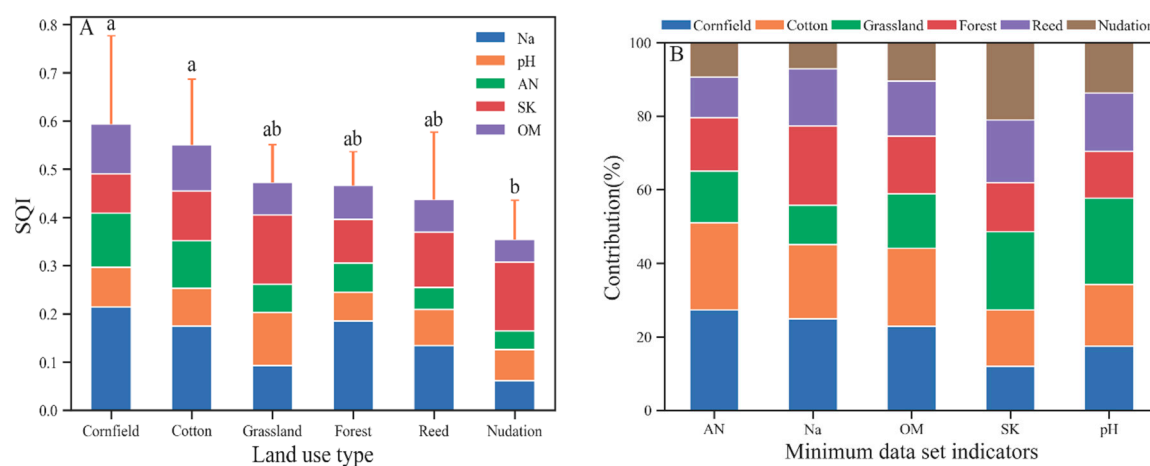 A
0.8
0.7
0.6
0.5
0.4
0.3
0.2
0.1
0.0
SQI
a
a
ab
ab
ab
b
Na
pH
AN
SK
OM
Cornfield Cotton Grassland Forest Reed Nudation
Land use type
Cornfield Cotton Grassland Forest Reed Nudation
B
100
80
60
40
20
0
Contribution(%)
AN Na OM SK pH
Minimum data set indicators